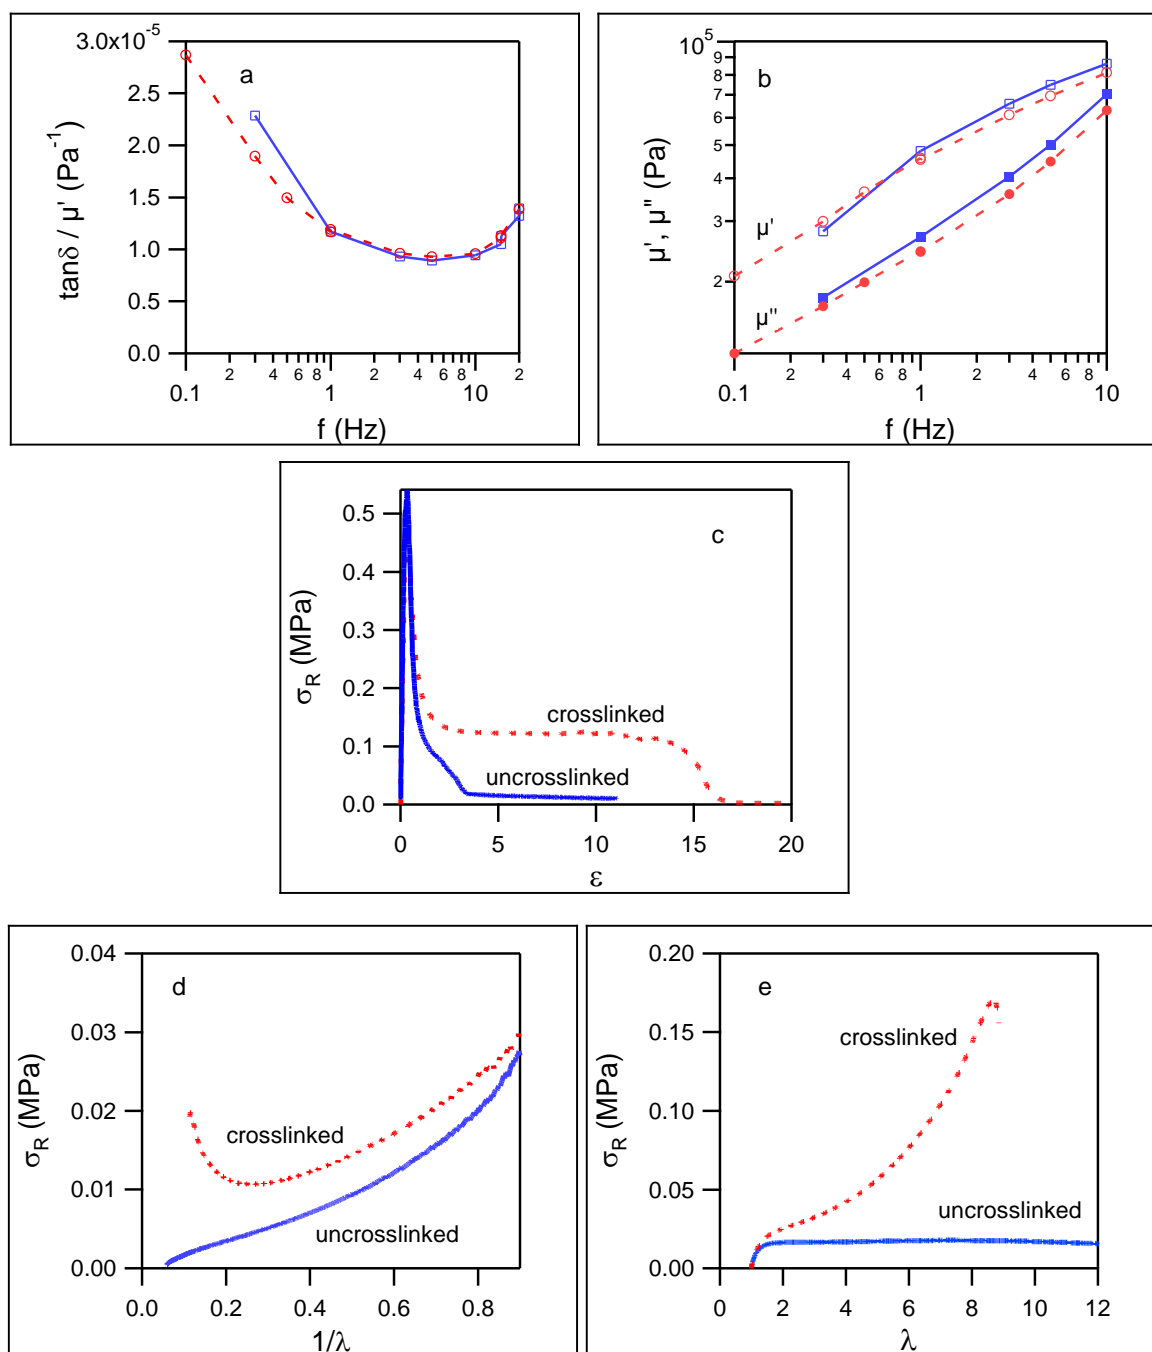 a
tanδ / μ' (Pa⁻¹)
3.0x10⁻⁵
2.5
2.0
1.5
1.0
0.5
0.0
0.1 2 4 6 8 1 2 4 6 8 10 2
f (Hz)
b
μ', μ" (Pa)
10⁵
9
8
7
6
5
4
3
2
μ'
μ"
0.1 2 4 6 8 1 2 4 6 8 10
f (Hz)
c
σR (MPa)
0.5
0.4
0.3
0.2
0.1
0.0
crosslinked
uncrosslinked
0 5 10 15 20
ε
d
σR (MPa)
0.04
0.03
0.02
0.01
0.00
crosslinked
uncrosslinked
0.0 0.2 0.4 0.6 0.8
1/λ
e
σR (MPa)
0.20
0.15
0.10
0.05
0.00
crosslinked
uncrosslinked
0 2 4 6 8 10 12
λ